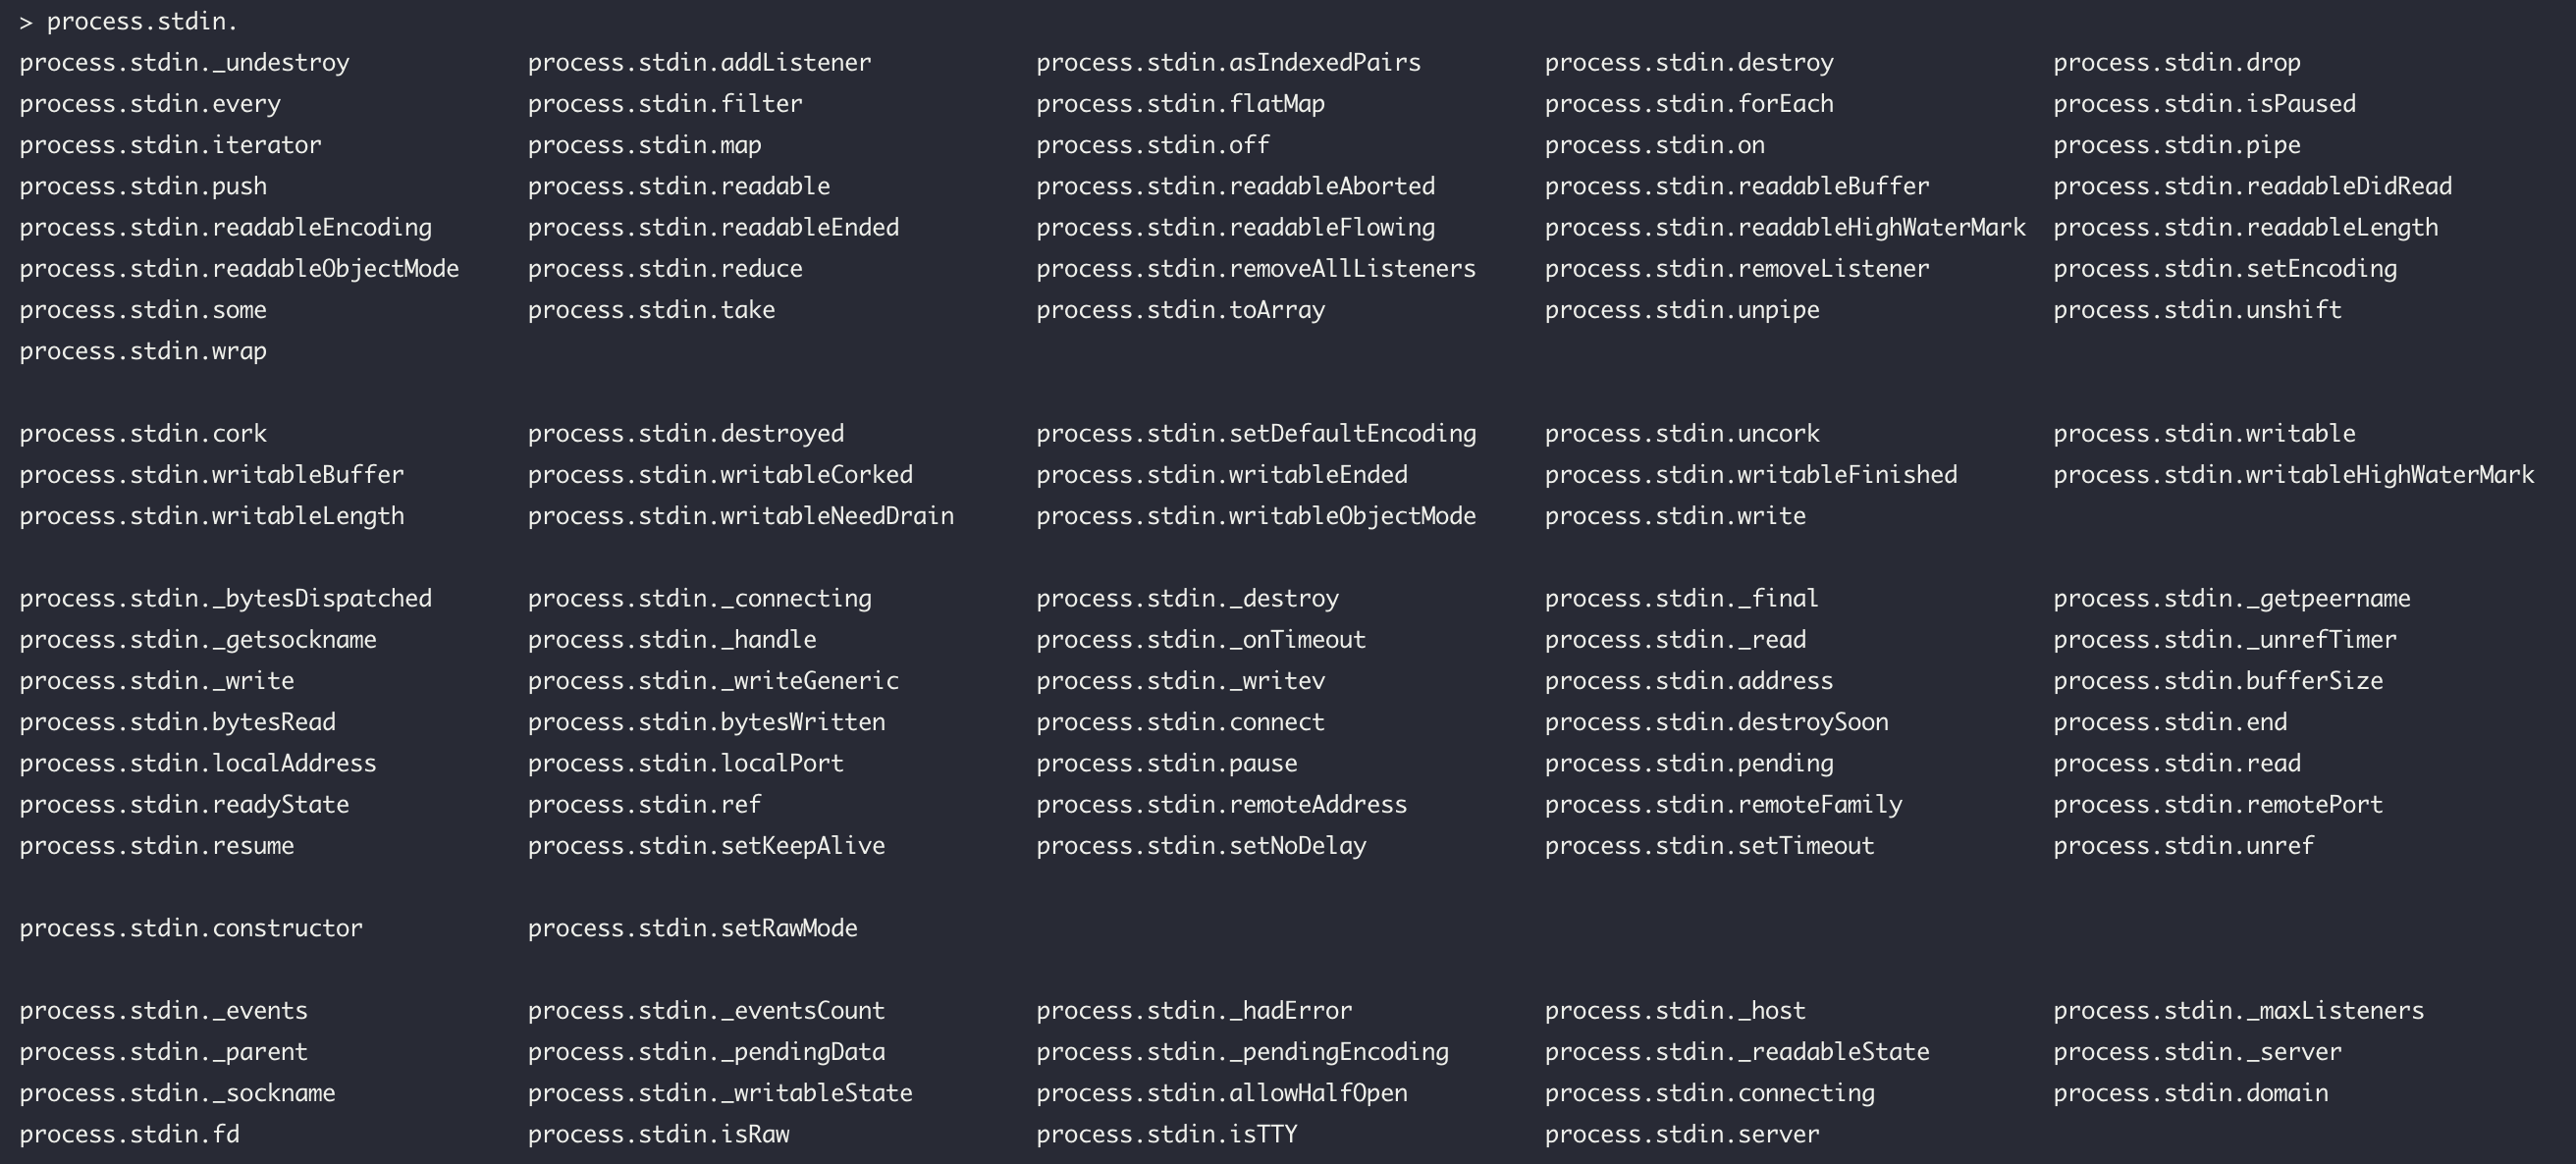 > process.stdin.
process.stdin._undestroy process.stdin.addListener process.stdin.asIndexedPairs process.stdin.destroy process.stdin.drop
process.stdin.every process.stdin.filter process.stdin.flatMap process.stdin.forEach process.stdin.isPaused
process.stdin.iterator process.stdin.map process.stdin.off process.stdin.on process.stdin.pipe
process.stdin.push process.stdin.readable process.stdin.readableAborted process.stdin.readableBuffer process.stdin.readableDidRead
process.stdin.readableEncoding process.stdin.readableEnded process.stdin.readableFlowing process.stdin.readableHighWaterMark process.stdin.readableLength
process.stdin.readableObjectMode process.stdin.reduce process.stdin.removeAllListeners process.stdin.removeListener process.stdin.setEncoding
process.stdin.some process.stdin.take process.stdin.toArray process.stdin.unpipe process.stdin.unshift
process.stdin.wrap
process.stdin.cork process.stdin.destroyed process.stdin.setDefaultEncoding process.stdin.uncork process.stdin.writable
process.stdin.writableBuffer process.stdin.writableCorked process.stdin.writableEnded process.stdin.writableFinished process.stdin.writableHighWaterMark
process.stdin.writableLength process.stdin.writableNeedDrain process.stdin.writableObjectMode process.stdin.write
process.stdin._bytesDispatched process.stdin._connecting process.stdin._destroy process.stdin._final process.stdin._getpeername
process.stdin._getsockname process.stdin._handle process.stdin._onTimeout process.stdin._read process.stdin._unrefTimer
process.stdin._write process.stdin._writeGeneric process.stdin._writev process.stdin.address process.stdin.bufferSize
process.stdin.bytesRead process.stdin.bytesWritten process.stdin.connect process.stdin.destroySoon process.stdin.end
process.stdin.localAddress process.stdin.localPort process.stdin.pause process.stdin.pending process.stdin.read
process.stdin.readyState process.stdin.ref process.stdin.remoteAddress process.stdin.remoteFamily process.stdin.remotePort
process.stdin.resume process.stdin.setKeepAlive process.stdin.setNoDelay process.stdin.setTimeout process.stdin.unref
process.stdin.constructor process.stdin.setRawMode
process.stdin._events process.stdin._eventsCount process.stdin._hadError process.stdin._host process.stdin._maxListeners
process.stdin._parent process.stdin._pendingData process.stdin._pendingEncoding process.stdin._readableState process.stdin._server
process.stdin._sockname process.stdin._writableState process.stdin.allowHalfOpen process.stdin.connecting process.stdin.domain
process.stdin.fd process.stdin.isRaw process.stdin.isTTY process.stdin.server